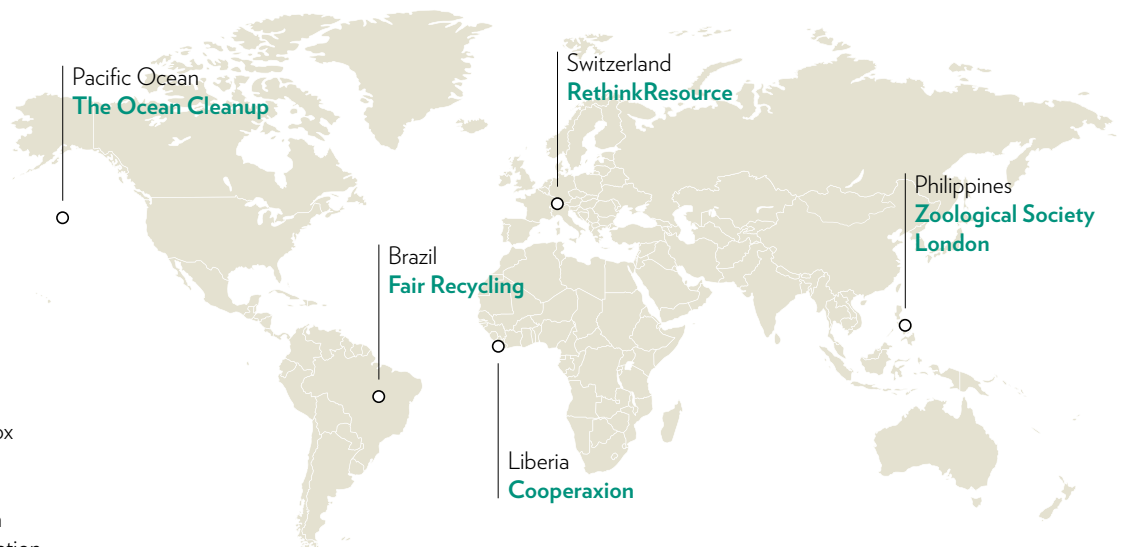 Pacific Ocean
The Ocean Cleanup
Switzerland
RethinkResource
Philippines
Zoological Society
London
Brazil
Fair Recycling
Liberia
Cooperaxion